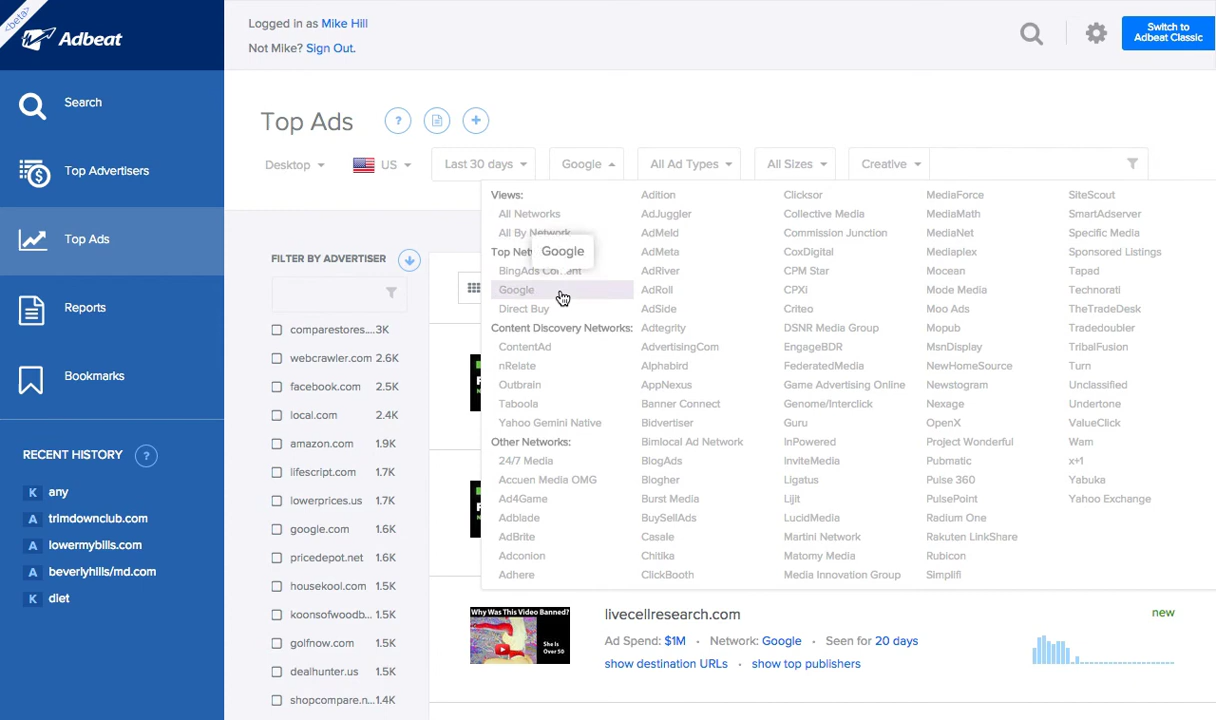 <beta>
Adbeat
Logged in as Mike Hill
Not Mike? Sign Out.
Switch to
Adbeat Classic
Search
Top Advertisers
Top Ads
Reports
Bookmarks
RECENT HISTORY ?
K any
A trimdownclub.com
A lowermybills.com
A beverlyhills/md.com
K diet
Top Ads ?
Desktop US Last 30 days Google All Ad Types All Sizes Creative
FILTER BY ADVERTISER
comparestores.... 3K
webcrawler.com 2.6K
facebook.com 2.5K
local.com 2.4K
amazon.com 1.9K
lifescript.com 1.7K
lowerprices.us 1.7K
google.com 1.6K
pricedepot.net 1.6K
housekool.com 1.5K
koonsofwoodb... 1.5K
golfnow.com 1.5K
dealhunter.us 1.5K
shopcompare.n... 1.4K
Views:
All Networks
All By Network
Top Net
Google
BingAds Content
Google
Direct Buy
Content Discovery Networks:
ContentAd
nRelate
Outbrain
Taboola
Yahoo Gemini Native
Other Networks:
24/7 Media
Accuen Media OMG
Ad4Game
Adblade
AdBrite
Adconion
Adhere
Adition
AdJuggler
AdMeld
AdMeta
AdRiver
AdRoll
AdSide
Adtegrity
AdvertisingCom
Alphabird
AppNexus
Banner Connect
Bidvertiser
Bimlocal Ad Network
BlogAds
Blogher
Burst Media
BuySellAds
Casale
Chitika
ClickBooth
Clicksor
Collective Media
Commission Junction
CoxDigital
CPM Star
CPXi
Criteo
DSNR Media Group
EngageBDR
FederatedMedia
Game Advertising Online
Genome/Interclick
Guru
InPowered
InviteMedia
Ligatus
Lijit
LucidMedia
Martini Network
Matomy Media
Media Innovation Group
MediaForce
MediaMath
MediaNet
Mediaplex
Mocean
Mode Media
Moo Ads
Mopub
MsnDisplay
NewHomeSource
Newstogram
Nexage
OpenX
Project Wonderful
Pubmatic
Pulse 360
PulsePoint
Radium One
Rakuten LinkShare
Rubicon
Simplifi
SiteScout
SmartAdserver
Specific Media
Sponsored Listings
Tapad
Technorati
TheTradeDesk
Tradedoubler
TribalFusion
Turn
Unclassified
Undertone
ValueClick
Wam
x+1
Yabuka
Yahoo Exchange
Why Was This Video Banned?
She Is
Over 50
livecellresearch.com
new
Ad Spend: $1M · Network: Google · Seen for 20 days
show destination URLs · show top publishers